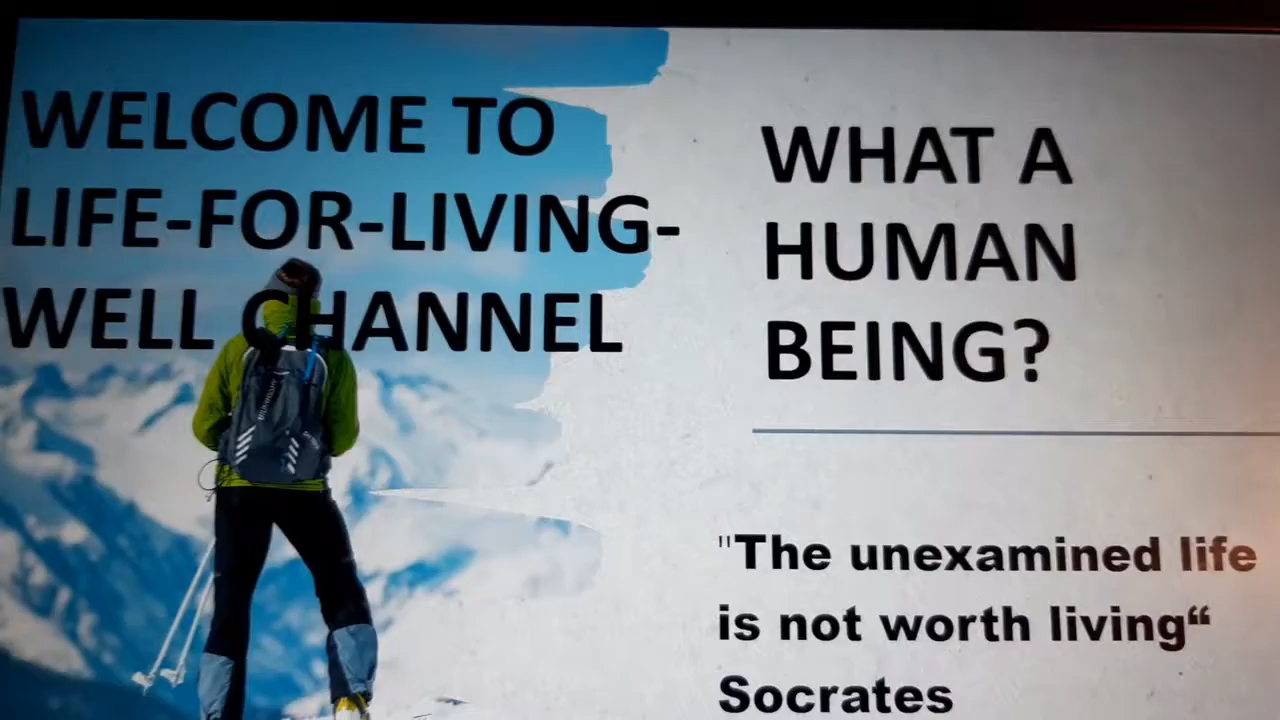 WELCOME TO
LIFE-FOR-LIVING-
WELL CHANNEL
WHAT A
HUMAN
BEING?
"The unexamined life
is not worth living“
Socrates